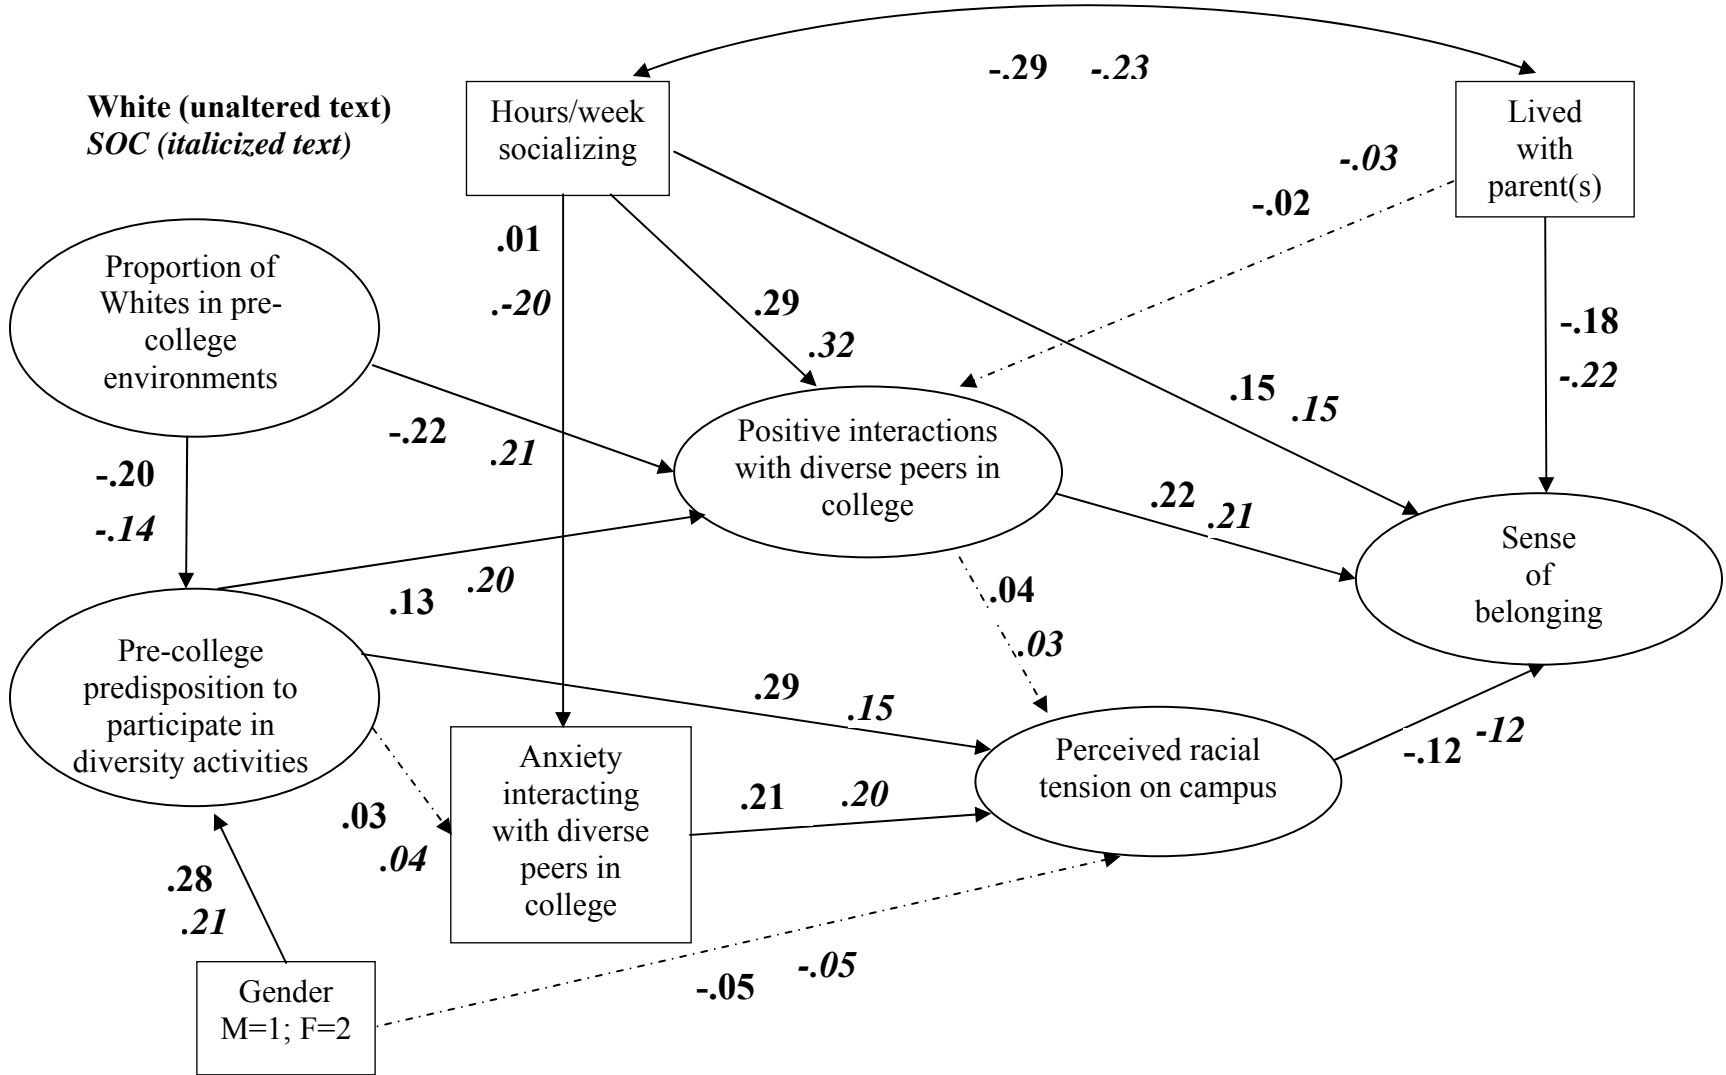 -.29 -.23
White (unaltered text)
SOC (italicized text)
Hours/week
socializing
Lived
with
parent(s)
-.03
-.02
.01
.-20
Proportion of
Whites in pre-
college
environments
.29
.32
-.18
-.22
.15 .15
-.22 .21
Positive interactions
with diverse peers in
college
-.20
-.14
.22 .21
Sense
of
belonging
.13 .20
.04
.03
Pre-college
predisposition to
participate in
diversity activities
.29 .15
Perceived racial
tension on campus
-.12 -12
Anxiety
interacting
with diverse
peers in
college
.21 .20
.03
.04
.28
.21
-.05 -.05
Gender
M=1; F=2